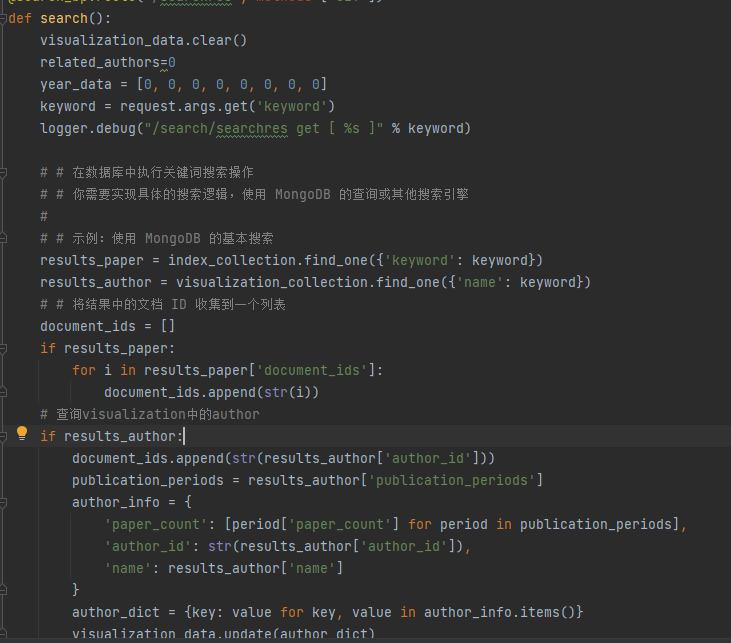 def search():
    visualization_data.clear()
    related_authors=0
    year_data = [0, 0, 0, 0, 0, 0, 0, 0]
    keyword = request.args.get('keyword')
    logger.debug("/search/searchres get [ %s ]" % keyword)
    # # 在数据库中执行关键词搜索操作
    # # 你需要实现具体的搜索逻辑，使用 MongoDB 的查询或其他搜索引擎
    #
    # # 示例：使用 MongoDB 的基本搜索
    results_paper = index_collection.find_one({'keyword': keyword})
    results_author = visualization_collection.find_one({'name': keyword})
    # # 将结果中的文档 ID 收集到一个列表
    document_ids = []
    if results_paper:
        for i in results_paper['document_ids']:
            document_ids.append(str(i))
    # 查询visualization中的author
    if results_author:
        document_ids.append(str(results_author['author_id']))
        publication_periods = results_author['publication_periods']
        author_info = {
            'paper_count': [period['paper_count'] for period in publication_periods],
            'author_id': str(results_author['author_id']),
            'name': results_author['name']
        }
        author_dict = {key: value for key, value in author_info.items()}
        visualization_data.update(author_dict)